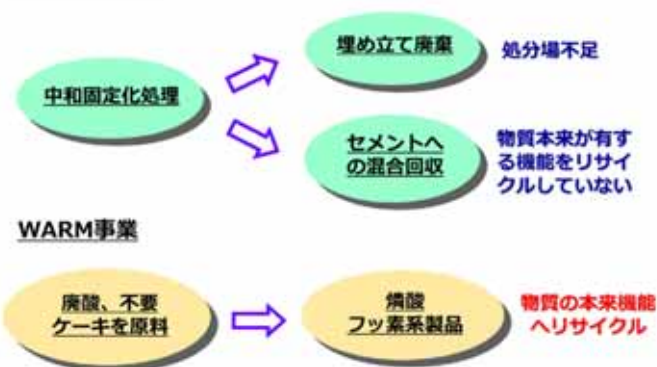 埋め立て廃棄
処分場不足
中和固定化処理
セメントへ
の混合回収
物質本来が有す
る機能をリサイ
クルしていない
WARM事業
廃酸、不要
ケーキを原料
燐酸
フッ素系製品
物質の本来機能
へリサイクル